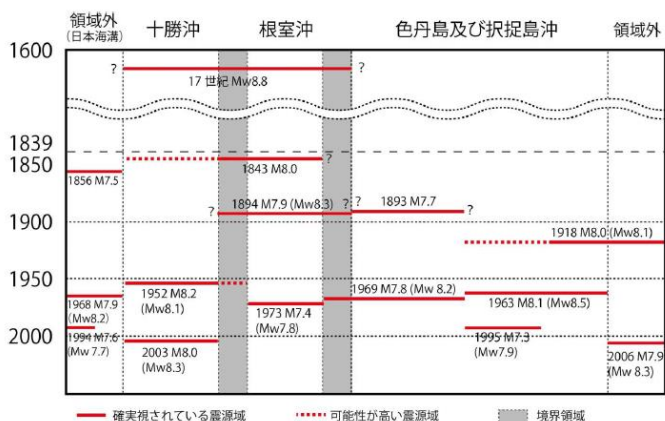 領域外
(日本海溝)
十勝沖
根室沖
色丹島及び択捉島沖
領域外
1600
?
?
17 世紀 Mw8.8
1839
1850
1843 M8.0
?
1856 M7.5
1894 M7.9 (Mw8.3)
?
?
1893 M7.7
?
1900
1918 M8.0 (Mw8.1)
1950
1952 M8.2
(Mw8.1)
1969 M7.8 (Mw 8.2)
1963 M8.1 (Mw8.5)
1968 M7.9
(Mw8.2)
1973 M7.4
(Mw7.8)
1994 M7.6
(Mw 7.7)
1995 M7.3
(Mw7.9)
2000
2003 M8.0
(Mw8.3)
2006 M7.9
(Mw 8.3)
確実視されている震源域
可能性が高い震源域
境界領域